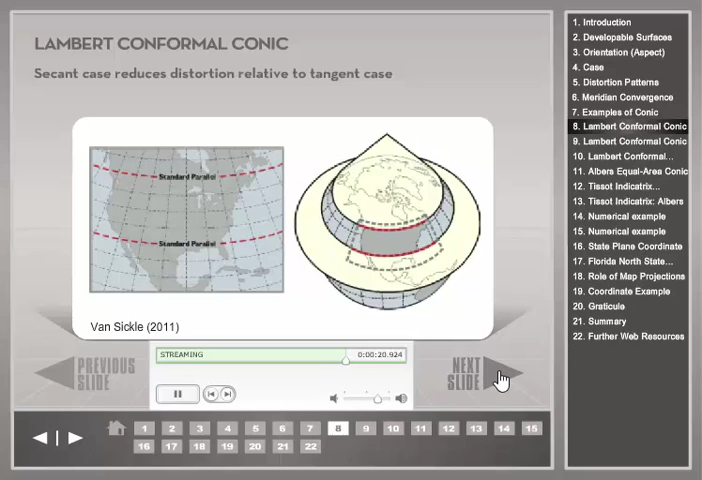 LAMBERT CONFORMAL CONIC
Secant case reduces distortion relative to tangent case
Standard Parallel
Standard Parallel
Van Sickle (2011)
PREVIOUS
SLIDE
STREAMING
0:00:20.924
NEXT
SLIDE
1 2 3 4 5 6 7 8 9 10 11 12 13 14 15
16 17 18 19 20 21 22
1. Introduction
2. Developable Surfaces
3. Orientation (Aspect)
4. Case
5. Distortion Patterns
6. Meridian Convergence
7. Examples of Conic
8. Lambert Conformal Conic
9. Lambert Conformal Conic
10. Lambert Conformal...
11. Albers Equal-Area Conic
12. Tissot Indicatrix...
13. Tissot Indicatrix: Albers
14. Numerical example
15. Numerical example
16. State Plane Coordinate
17. Florida North State...
18. Role of Map Projections
19. Coordinate Example
20. Graticule
21. Summary
22. Further Web Resources